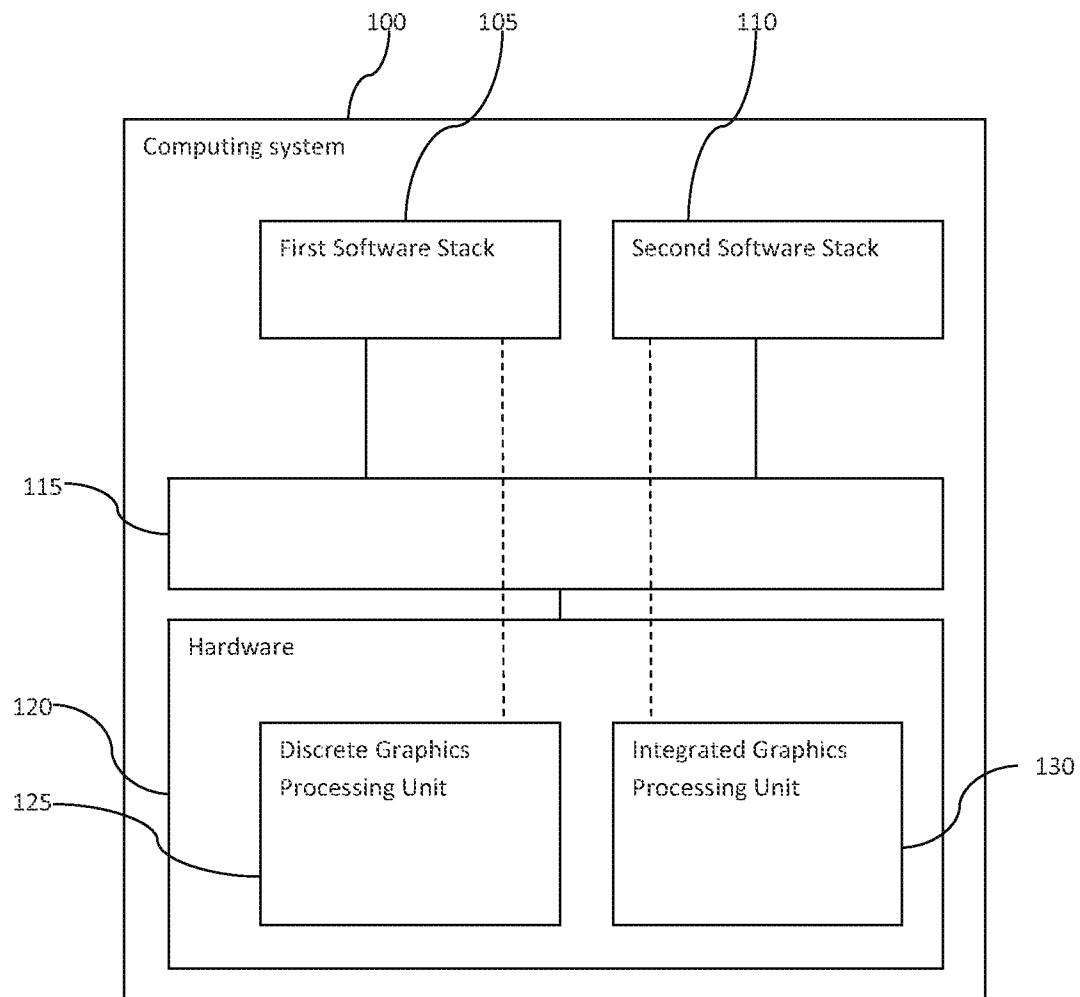 100
105
110
Computing system
First Software Stack
Second Software Stack
115
Hardware
120
Discrete Graphics
Processing Unit
Integrated Graphics
Processing Unit
130
125